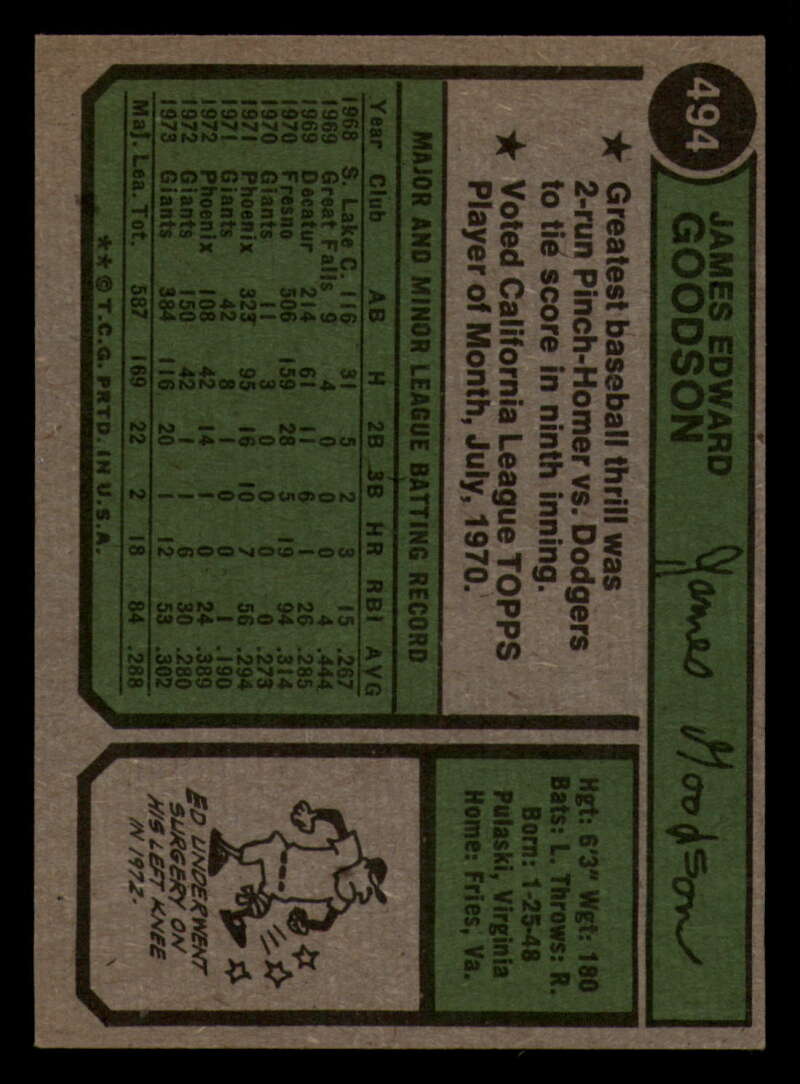 494
JAMES EDWARD
GOODSON
James Goodson
★ Greatest baseball thrill was
2-run Pinch-Homer vs. Dodgers
to tie score in ninth inning.
★ Voted California League TOPPS
Player of Month, July, 1970.
Hgt: 6'3" Wgt: 180
Bats: L. Throws: R.
Born: 1-25-48
Pulaski, Virginia
Home: Fries, Va.
MAJOR AND MINOR LEAGUE BATTING RECORD
Year Club AB H 2B 3B HR RBI AVG
1968 S. Lake C. 116 31 5 2 3 15 .267
1969 Great Falls 9 4 0 0 0 4 .444
1969 Decatur 214 61 11 6 1 26 .285
1970 Fresno 506 159 28 5 19 94 .314
1970 Giants 11 3 0 0 0 0 .273
1971 Phoenix 323 95 16 10 7 56 .294
1971 Giants 42 8 1 0 0 1 .190
1972 Phoenix 108 42 14 1 0 24 .389
1972 Giants 150 42 1 1 6 30 .280
1973 Giants 384 116 20 1 12 53 .302
Maj. Lea. Tot. 587 169 22 2 18 84 .288
**©T.C.G. PRTD. IN U.S.A.
ED UNDERWENT
SURGERY ON
HIS LEFT KNEE
IN 1972.